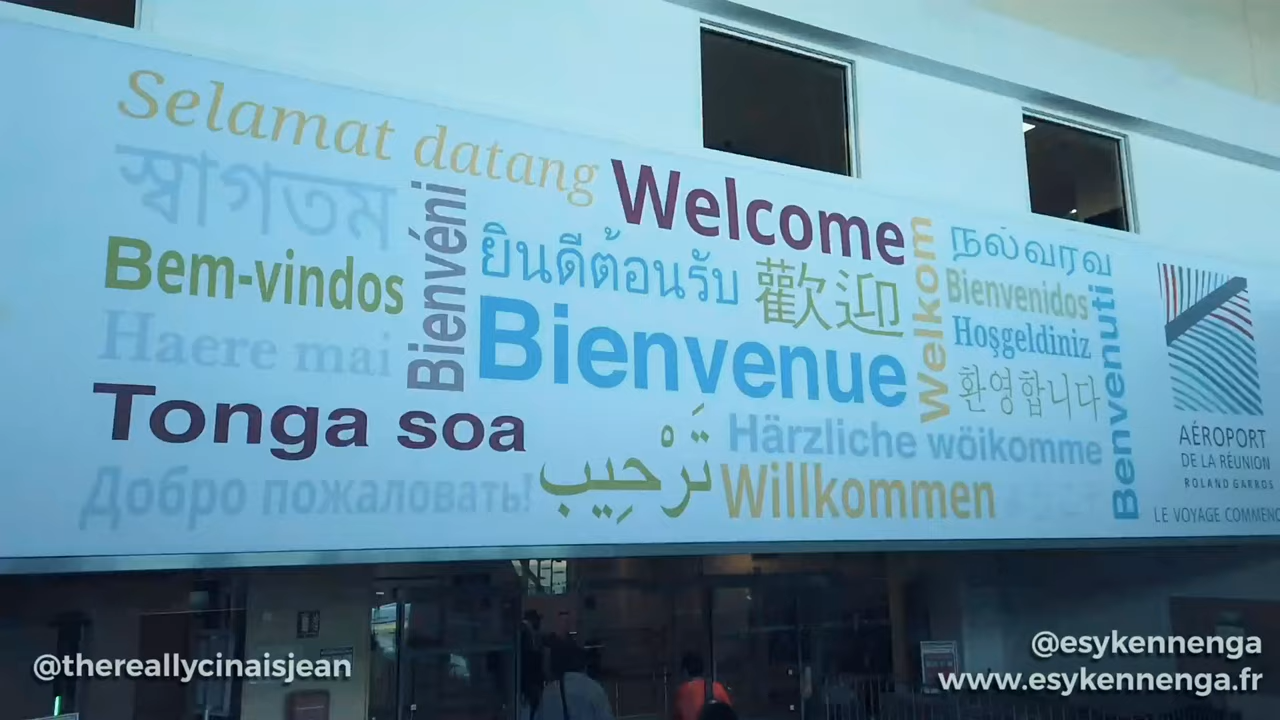 Selamat datang
স্বাগতম
Welcome
Bienvéni
ยินดีต้อนรับ
歡迎
Welkom
நல்வரவ
Bem-vindos
Bienvenidos
Haere mai
Bienvenue
Hoşgeldiniz
환영합니다
Benvenuti
Tonga soa
تَرْحِيب
Härzliche wöikomme
Добро пожаловать!
Willkommen
AÉROPORT
DE LA RÉUNION
ROLAND GARROS
LE VOYAGE COMMENC
@thereallycinaisjean
@esykennenga
www.esykennenga.fr